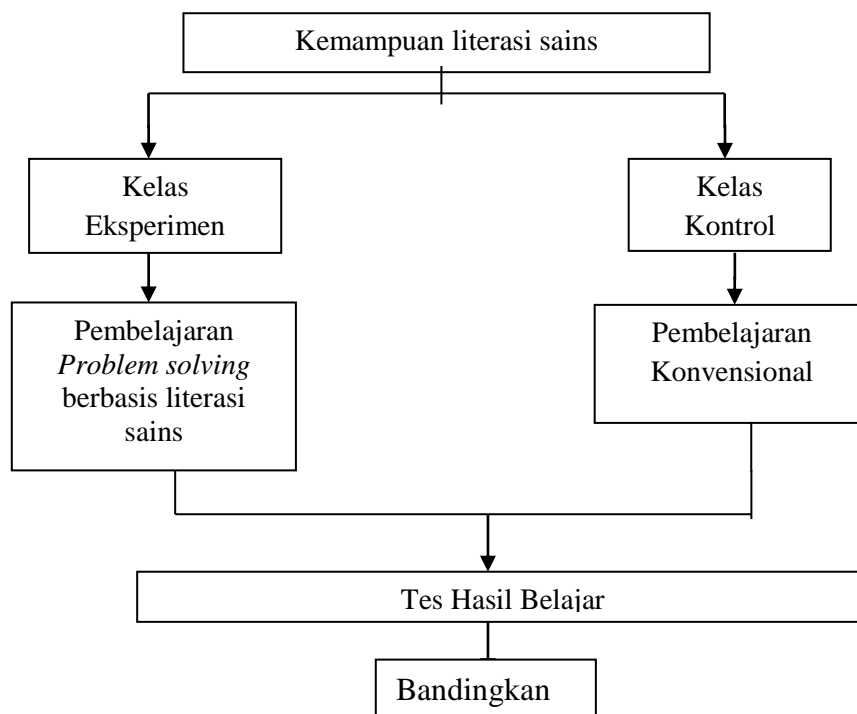 Kemampuan literasi sains
Kelas
Eksperimen
Kelas
Kontrol
Pembelajaran
Problem solving
berbasis literasi
sains
Pembelajaran
Konvensional
Tes Hasil Belajar
Bandingkan